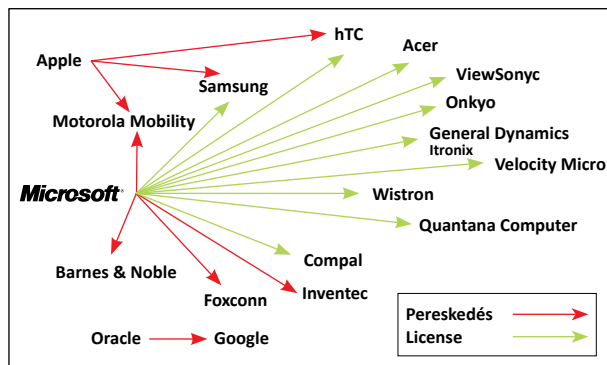 hTC
Apple
Acer
Samsung
ViewSonyc
Onkyo
Motorola Mobility
General Dynamics
Itronix
Velocity Micro
Microsoft®
Wistron
Quantana Computer
Compal
Barnes & Noble
Foxconn
Inventec
Oracle
Google
Pereskedés
License